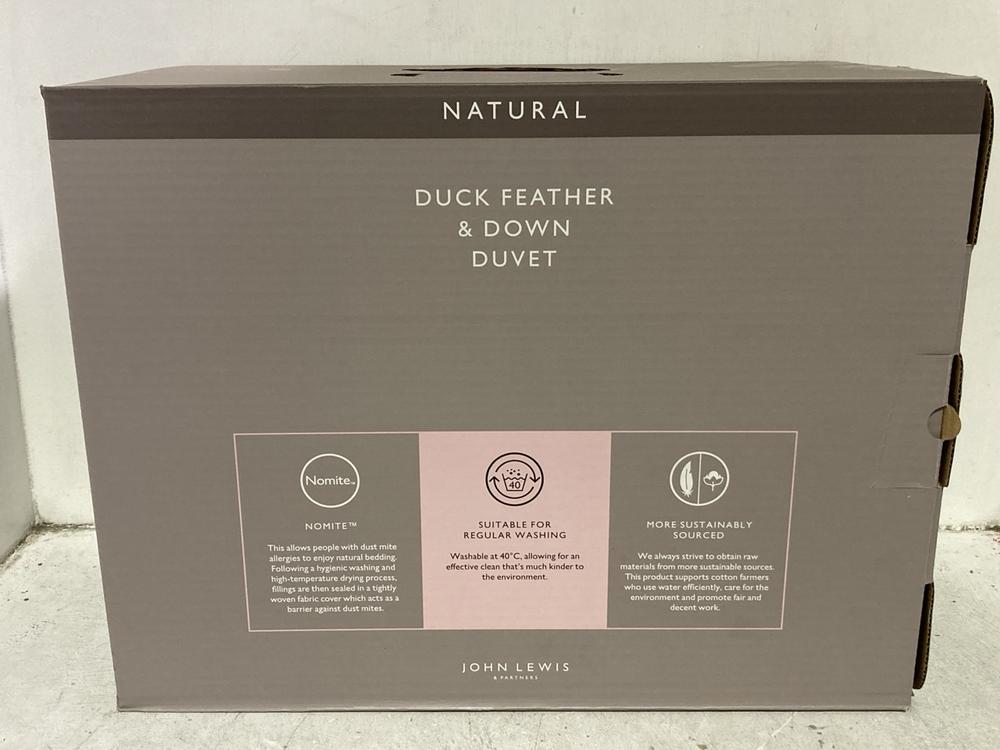 NATURAL
DUCK FEATHER
& DOWN
DUVET
Nomite™
NOMITE™
This allows people with dust mite
allergies to enjoy natural bedding.
Following a hygienic washing and
high-temperature drying process,
fillings are then sealed in a tightly
woven fabric cover which acts as a
barrier against dust mites.
40
SUITABLE FOR
REGULAR WASHING
Washable at 40°C, allowing for an
effective clean that's much kinder to
the environment.
MORE SUSTAINABLY
SOURCED
We always strive to obtain raw
materials from more sustainable sources.
This product supports cotton farmers
who use water efficiently, care for the
environment and promote fair and
decent work.
JOHN LEWIS
& PARTNERS